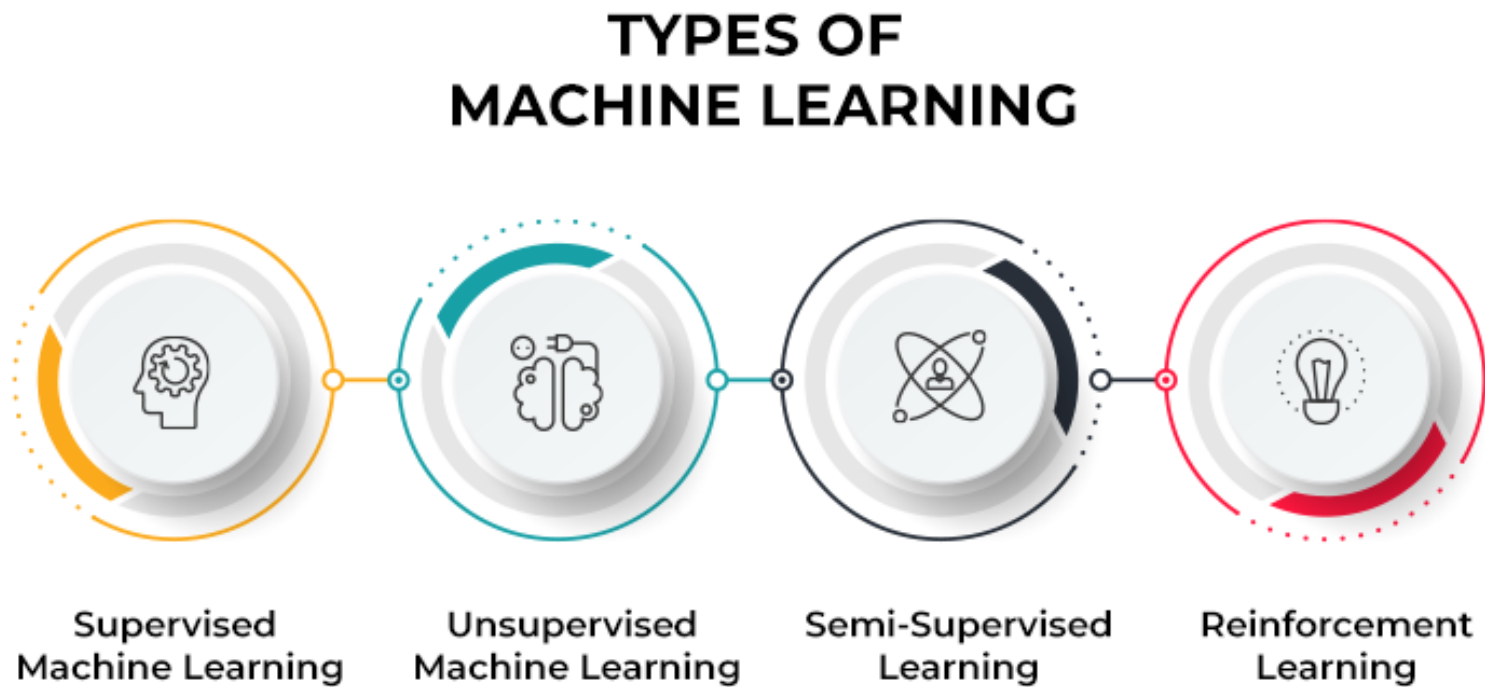 TYPES OF
MACHINE LEARNING
Supervised
Machine Learning
Unsupervised
Machine Learning
Semi-Supervised
Learning
Reinforcement
Learning